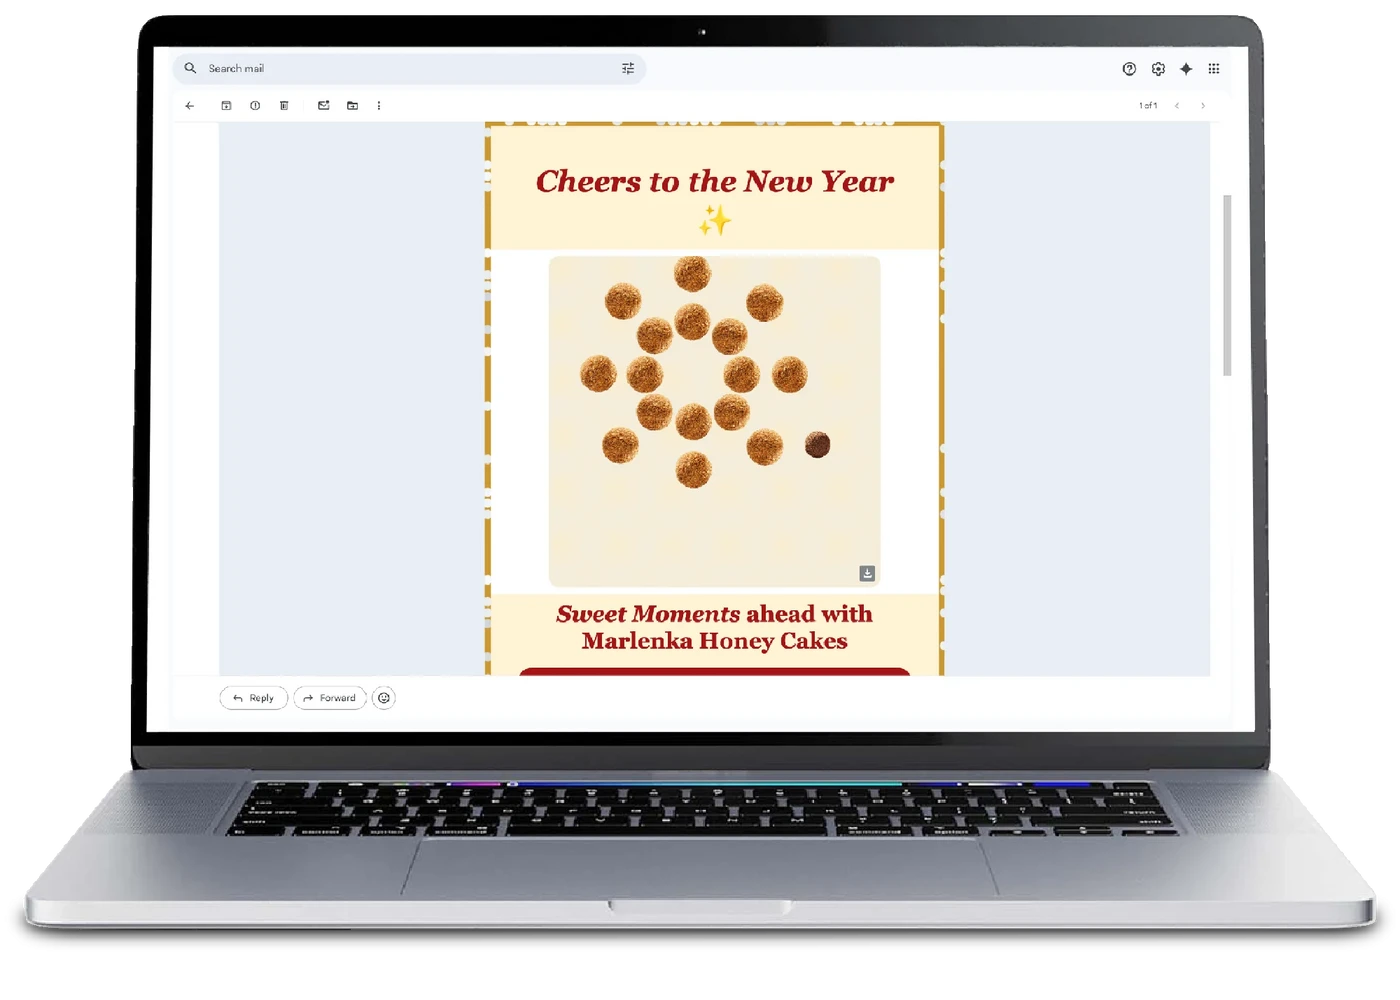 Search mail
1 of 1
Cheers to the New Year
Sweet Moments ahead with
Marlenka Honey Cakes
Reply
Forward